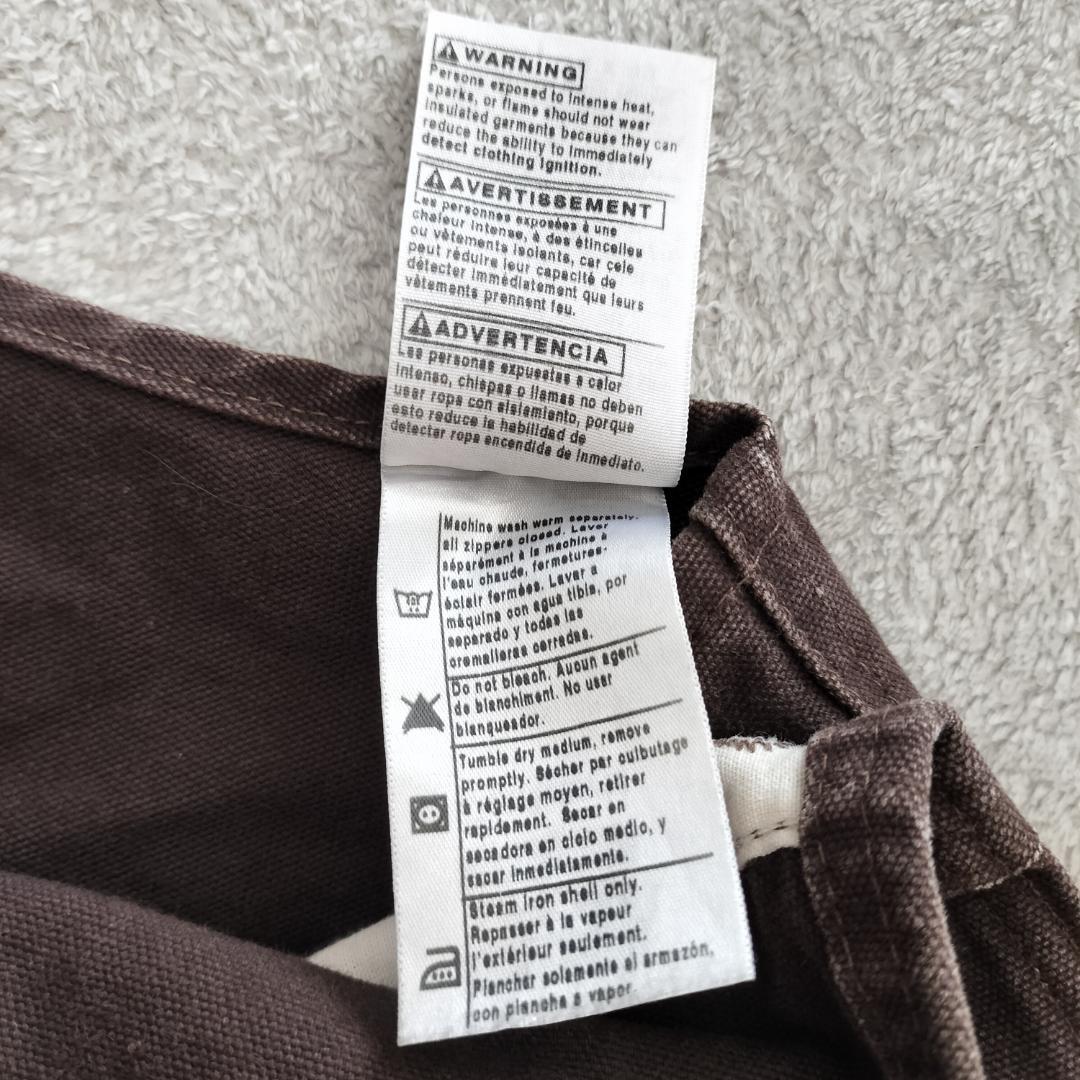 WARNING
Persons exposed to intense heat,
sparks, or flame should not wear
insulated garments because they can
reduce the ability to immediately
detect clothing ignition.
AVERTISSEMENT
Les personnes exposées à une
chaleur intense, à des étincelles
ou vêtements isolants, car cele
peut réduire leur capacité de
détecter immédiatement que leurs
vêtements prennent feu.
ADVERTENCIA
Las personas expuestas a calor
intenso, chispas o llamas no deben
usar ropa con aislamiento, porque
esto reduce la habilidad de
detectar ropa encendida de inmediato.
Machine wash warm separately,
all zippers closed. Laver
séparément à la machine à
l'eau chaude, fermetures-
éclair fermées. Lavar a
máquina con agua tibia, por
separado y todas las
cremalleras cerradas.
Do not bleach. Aucun agent
de blanchiment. No usar
blanqueador.
Tumble dry medium, remove
promptly. Sécher par culbutage
à réglage moyen, retirer
rapidement. Secar en
secadora en ciclo medio, y
sacar inmediatamente.
Steam iron shell only.
Repasser à la vapeur
l'extérieur seulement.
Planchar solamente el armazón,
con plancha a vapor.